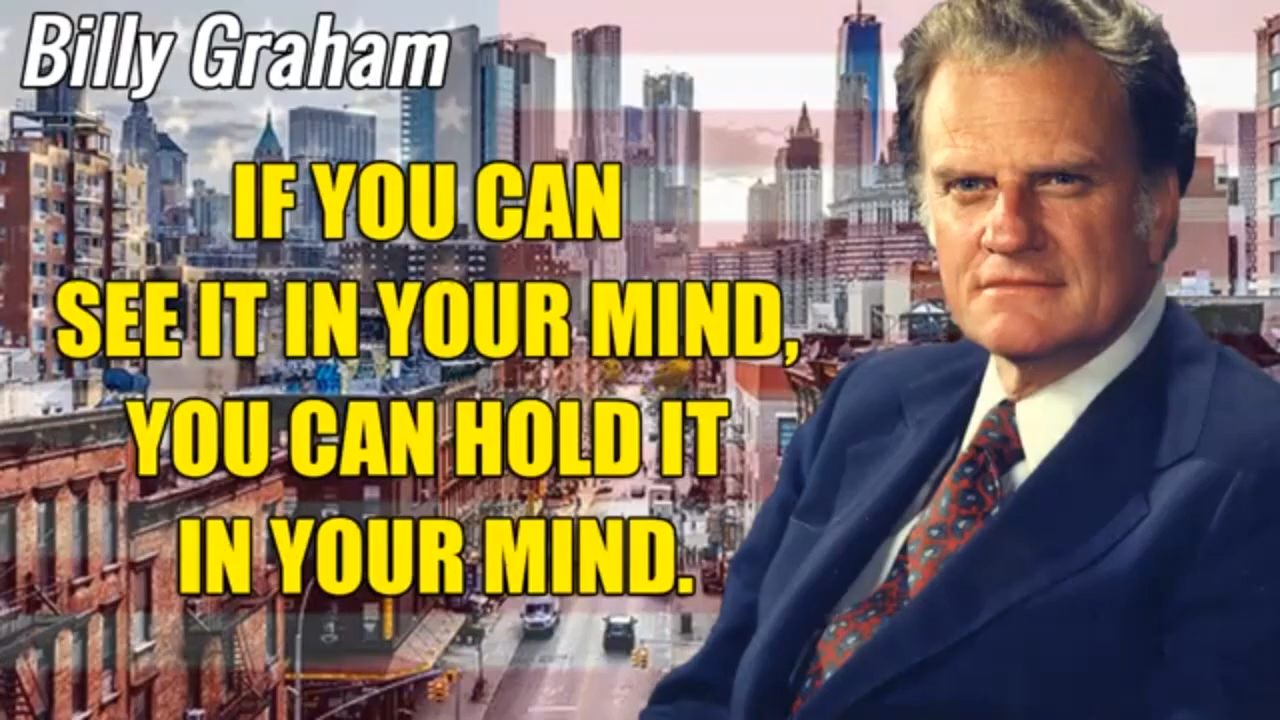 Billy Graham
IF YOU CAN
SEE IT IN YOUR MIND,
YOU CAN HOLD IT
IN YOUR MIND.